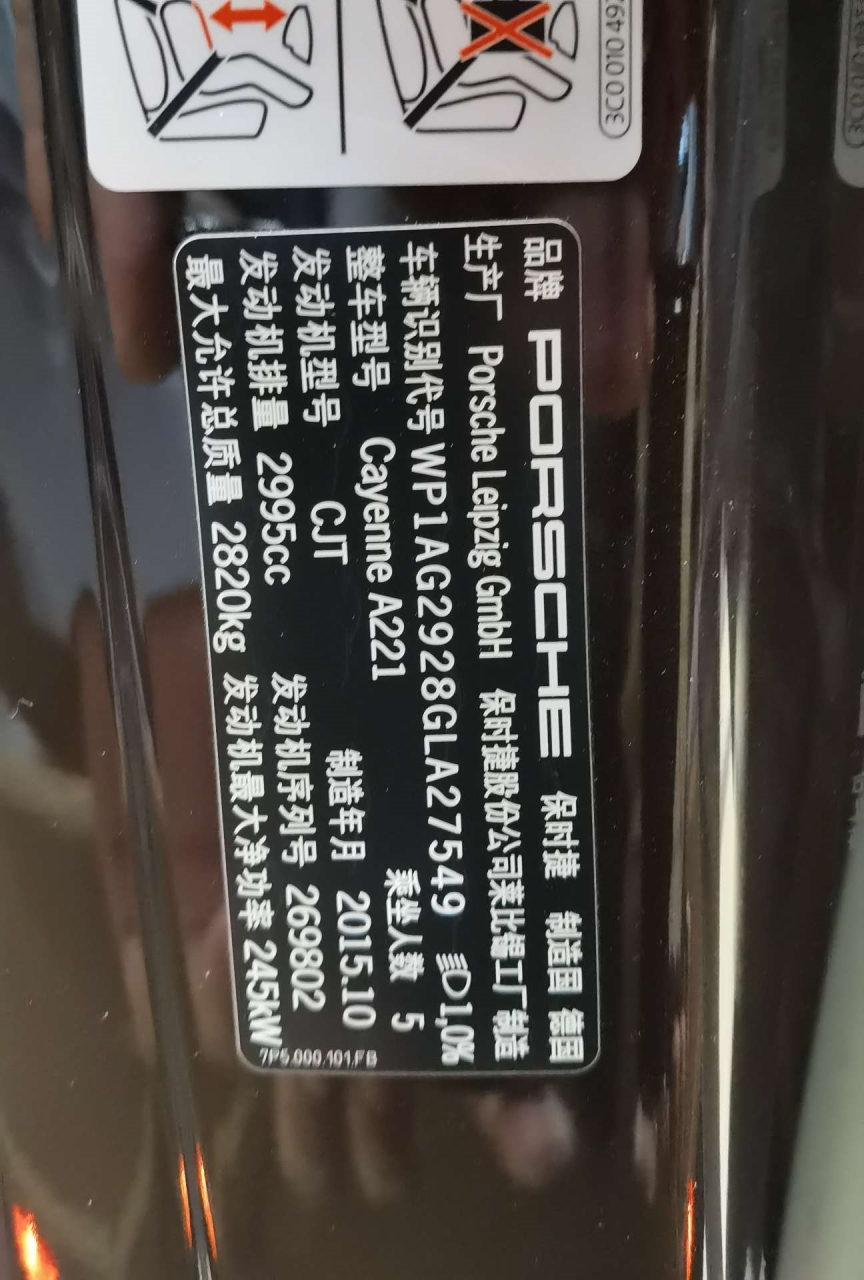 品牌 PORSCHE 保时捷 制造国 德国
生产厂 Porsche Leipzig GmbH 保时捷股份公司莱比锡工厂制造
车辆识别代号 WP1AG2928GLA27549 1,0%
整车型号 Cayenne A221 乘坐人数 5
发动机型号 CJT 制造年月 2015.10
发动机排量 2995cc 发动机序列号 269802
最大允许总质量 2820kg 发动机最大净功率 245kW
7P5.000.101.FB